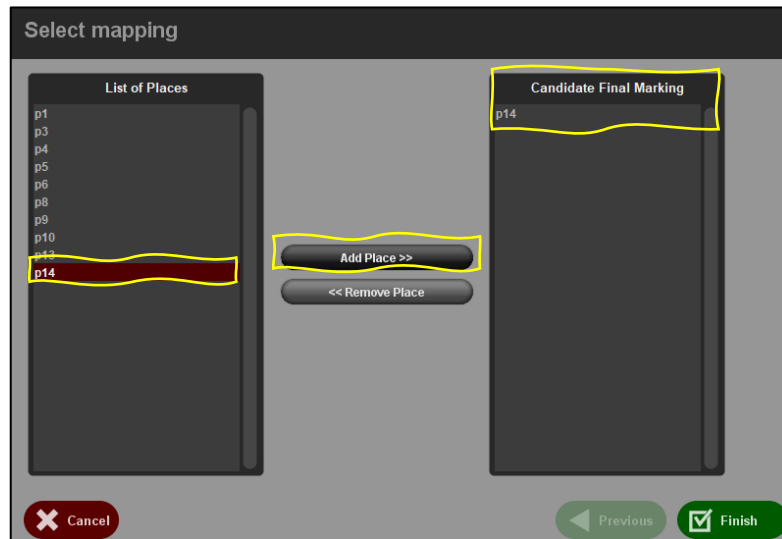 Select mapping
List of Places
p1
p3
p4
p5
p6
p8
p9
p10
p13
p14
Add Place >>
<< Remove Place
Candidate Final Marking
p14
Cancel
Previous
Finish